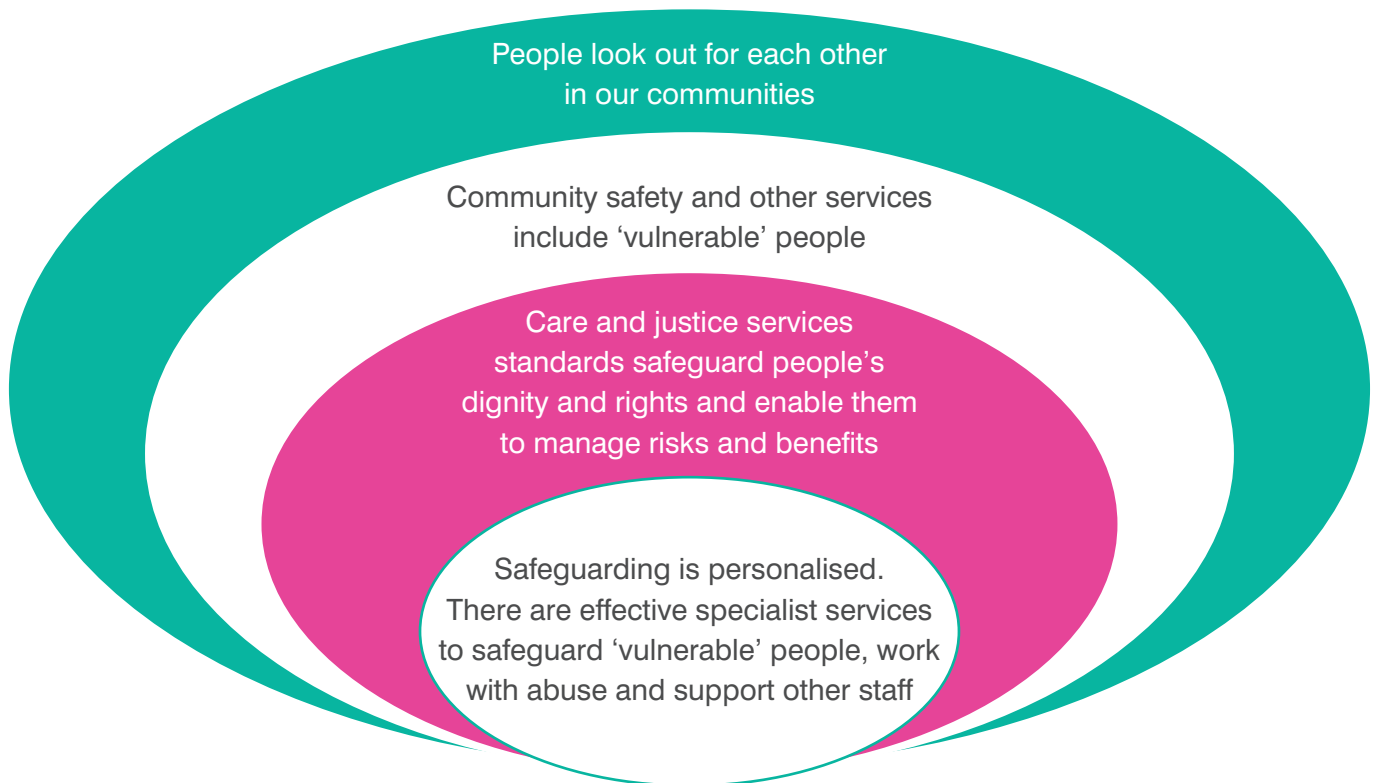 People look out for each other
in our communities
Community safety and other services
include ‘vulnerable’ people
Care and justice services
standards safeguard people’s
dignity and rights and enable them
to manage risks and benefits
Safeguarding is personalised.
There are effective specialist services
to safeguard ‘vulnerable’ people, work
with abuse and support other staff